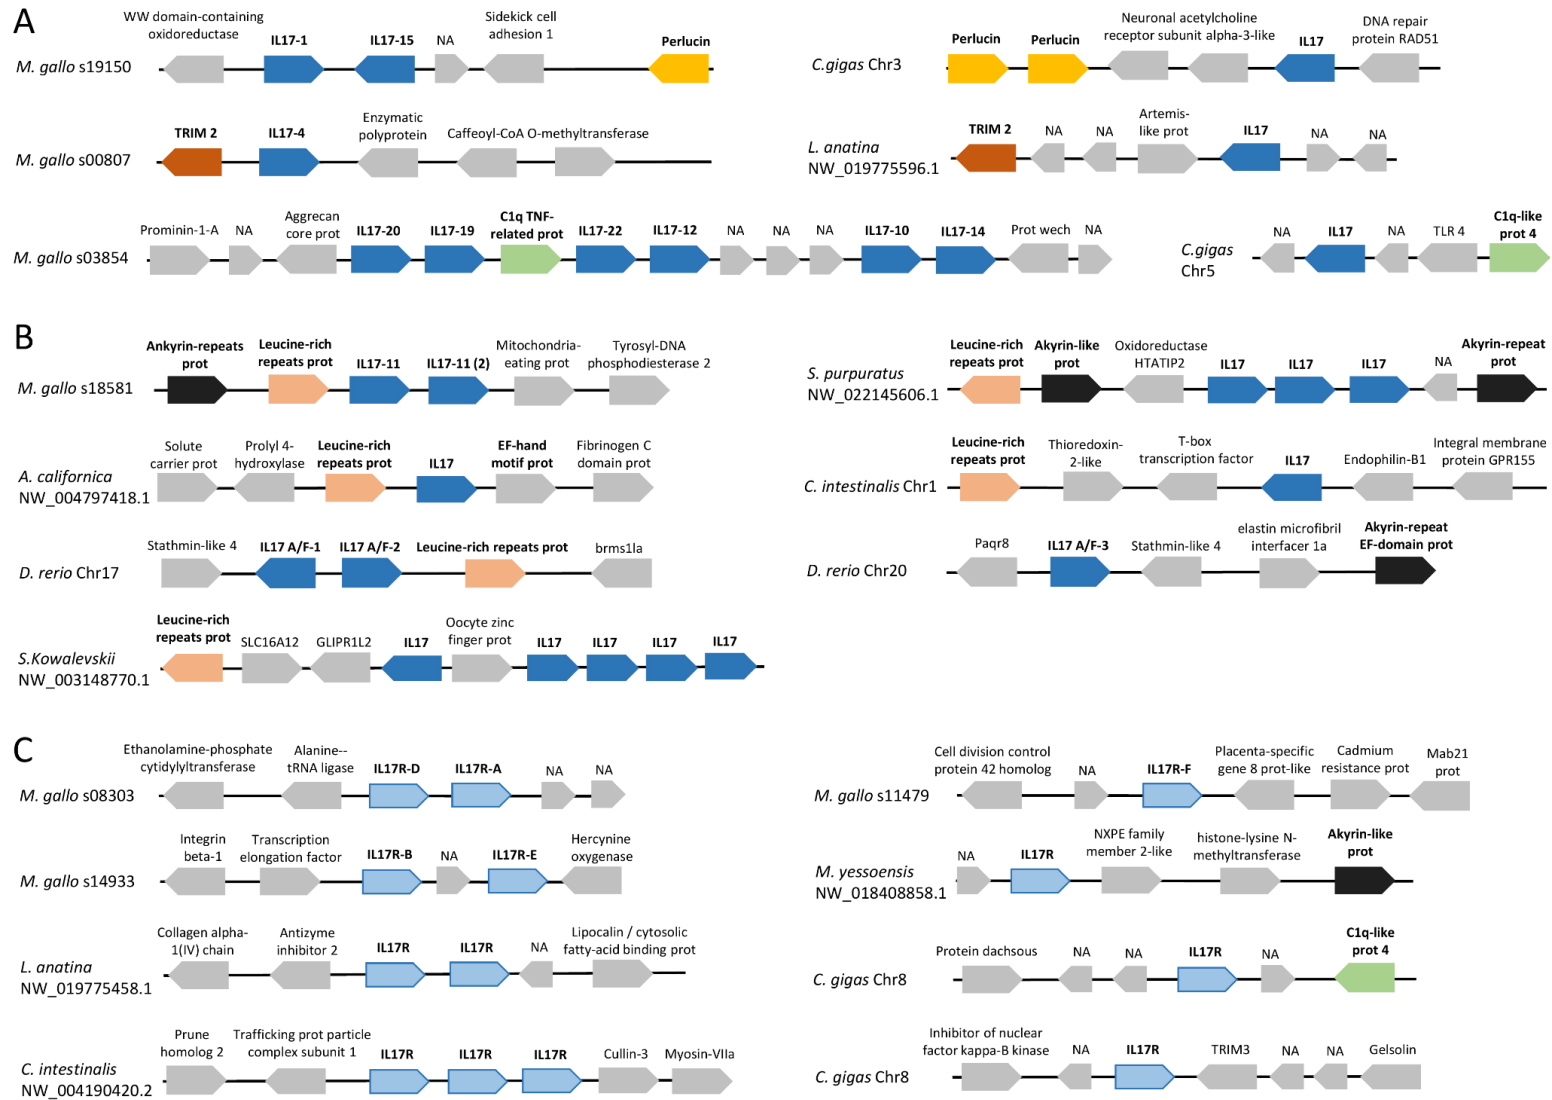 A
WW domain-containing
oxidoreductase
IL17-1
IL17-15
NA
Sidekick cell
adhesion 1
Perlucin
M. gallo s19150
Perlucin
Perlucin
Neuronal acetylcholine
receptor subunit alpha-3-like
IL17
DNA repair
protein RAD51
C.gigas Chr3
TRIM 2
IL17-4
Enzymatic
polyprotein
Caffeoyl-CoA O-methyltransferase
M. gallo s00807
TRIM 2
NA
NA
Artemis-
like prot
IL17
NA
NA
L. anatina
NW_019775596.1
Prominin-1-A
NA
Aggrecan
core prot
IL17-20
IL17-19
C1q TNF-
related prot
IL17-22
IL17-12
NA
NA
NA
IL17-10
IL17-14
Prot wech
NA
M. gallo s03854
NA
IL17
NA
TLR 4
C1q-like
prot 4
C.gigas
Chr5
B
Ankyrin-repeats
prot
Leucine-rich
repeats prot
IL17-11
IL17-11 (2)
Mitochondria-
eating prot
Tyrosyl-DNA
phosphodiesterase 2
M. gallo s18581
Leucine-rich
repeats prot
Akyrin-like
prot
Oxidoreductase
HTATIP2
IL17
IL17
IL17
NA
Akyrin-repeat
prot
S. purpuratus
NW_022145606.1
Solute
carrier prot
Prolyl 4-
hydroxylase
Leucine-rich
repeats prot
IL17
EF-hand
motif prot
Fibrinogen C
domain prot
A. californica
NW_004797418.1
Leucine-rich
repeats prot
Thioredoxin-
2-like
T-box
transcription factor
IL17
Endophilin-B1
Integral membrane
protein GPR155
C. intestinalis Chr1
Stathmin-like 4
IL17 A/F-1
IL17 A/F-2
Leucine-rich repeats prot
brms1la
D. rerio Chr17
Paqr8
IL17 A/F-3
Stathmin-like 4
elastin microfibril
interfacer 1a
Akyrin-repeat
EF-domain prot
D. rerio Chr20
Leucine-rich
repeats prot
SLC16A12
GLIPR1L2
IL17
Oocyte zinc
finger prot
IL17
IL17
IL17
IL17
S.Kowalevskii
NW_003148770.1
C
Ethanolamine-phosphate
cytidylyltransferase
Alanine--
tRNA ligase
IL17R-D
IL17R-A
NA
NA
M. gallo s08303
Cell division control
protein 42 homolog
NA
IL17R-F
Placenta-specific
gene 8 prot-like
Cadmium
resistance prot
Mab21
prot
M. gallo s11479
Integrin
beta-1
Transcription
elongation factor
IL17R-B
NA
IL17R-E
Hercynine
oxygenase
M. gallo s14933
NA
IL17R
NXPE family
member 2-like
histone-lysine N-
methyltransferase
Akyrin-like
prot
M. yessoensis
NW_018408858.1
Collagen alpha-
1(IV) chain
Antizyme
inhibitor 2
IL17R
IL17R
NA
Lipocalin / cytosolic
fatty-acid binding prot
L. anatina
NW_019775458.1
Protein dachsous
NA
NA
IL17R
NA
C1q-like
prot 4
C. gigas Chr8
Prune
homolog 2
Trafficking prot particle
complex subunit 1
IL17R
IL17R
IL17R
Cullin-3
Myosin-VIIa
C. intestinalis
NW_004190420.2
Inhibitor of nuclear
factor kappa-B kinase
NA
IL17R
TRIM3
NA
NA
Gelsolin
C. gigas Chr8